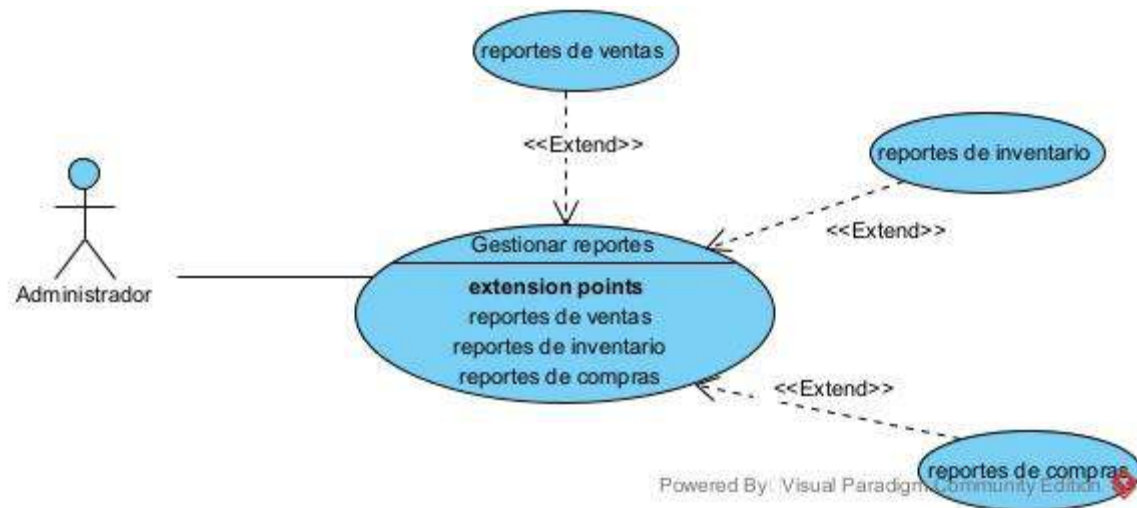 reportes de ventas
<<Extend>>
reportes de inventario
<<Extend>>
Administrador
Gestionar reportes
extension points
reportes de ventas
reportes de inventario
reportes de compras
<<Extend>>
reportes de compras
Powered By: Visual Paradigm Community Edition